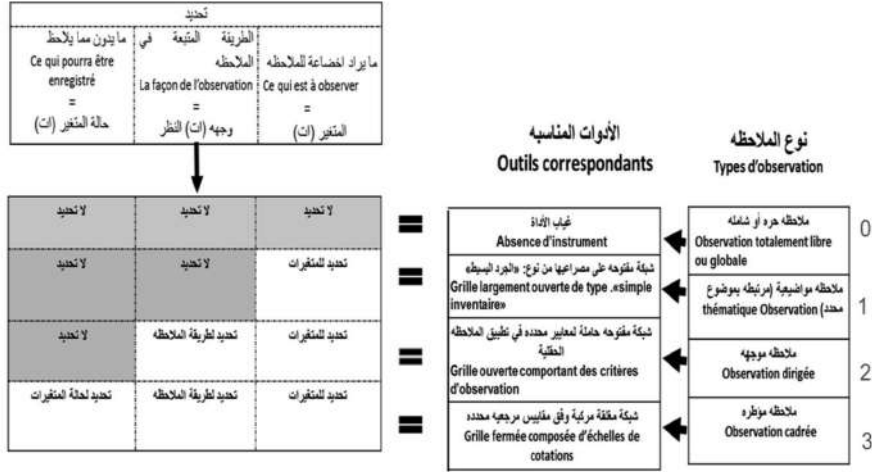 تحديد
ما يراد اخضاعة للملاحظه
Ce qui est à observer
=
المتغير (ات)
الطريقة المتبعة في
الملاحظه
La façon de l'observation
=
وجهه (ات) النظر
ما يدون مما يلاحظ
Ce qui pourra être
enregistré
=
حالة المتغير (ات)
نوع الملاحظه
Types d'observation
الأدوات المناسبه
Outils correspondants
0
ملاحظه حره أو شامله
Observation totalement libre
ou globale
غياب الأداة
Absence d'instrument
=
لا تحديد
لا تحديد
لا تحديد
1
ملاحظه مواضيعية (مرتبطه بموضوع
محدد) thématique Observation
شبكة مفتوحه على مصراعيها من نوع: «الجرد البسيط»
Grille largement ouverte de type .«simple
inventaire»
=
تحديد للمتغيرات
لا تحديد
لا تحديد
2
ملاحظه موجهه
Observation dirigée
شبكة مفتوحه حاملة لمعايير محدده في تطبيق الملاحظه
الحقلية
Grille ouverte comportant des critères
d'observation
=
تحديد للمتغيرات
تحديد لطريقة الملاحظه
لا تحديد
3
ملاحظه مؤطره
Observation cadrée
شبكة مغلقة مركبة وفق مقاييس مرجعيه محدده
Grille fermée composée d'échelles de
cotations
=
تحديد للمتغيرات
تحديد لطريقة الملاحظه
تحديد لحالة المتغيرات